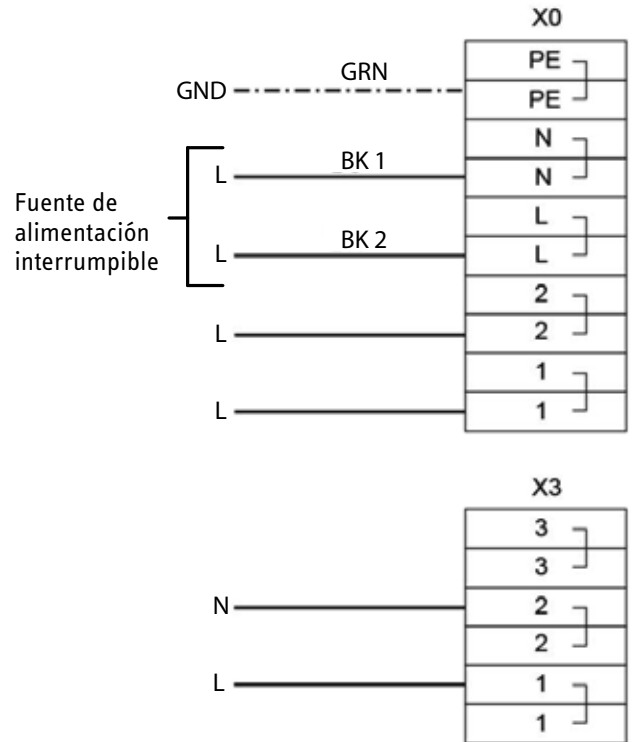 X0
PE
GND GRN PE
N
L BK 1 N
Fuente de
alimentación
interrumpible
L
L BK 2 L
2
L 2
1
L 1
X3
3
3
N 2
2
L 1
1